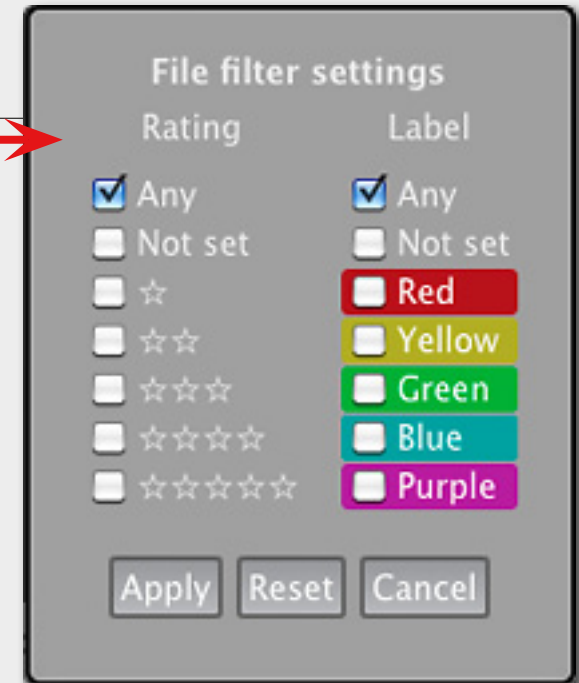 File filter settings
Rating Label
Any Any
Not set Not set
☆ Red
☆☆ Yellow
☆☆☆ Green
☆☆☆☆ Blue
☆☆☆☆☆ Purple
Apply Reset Cancel